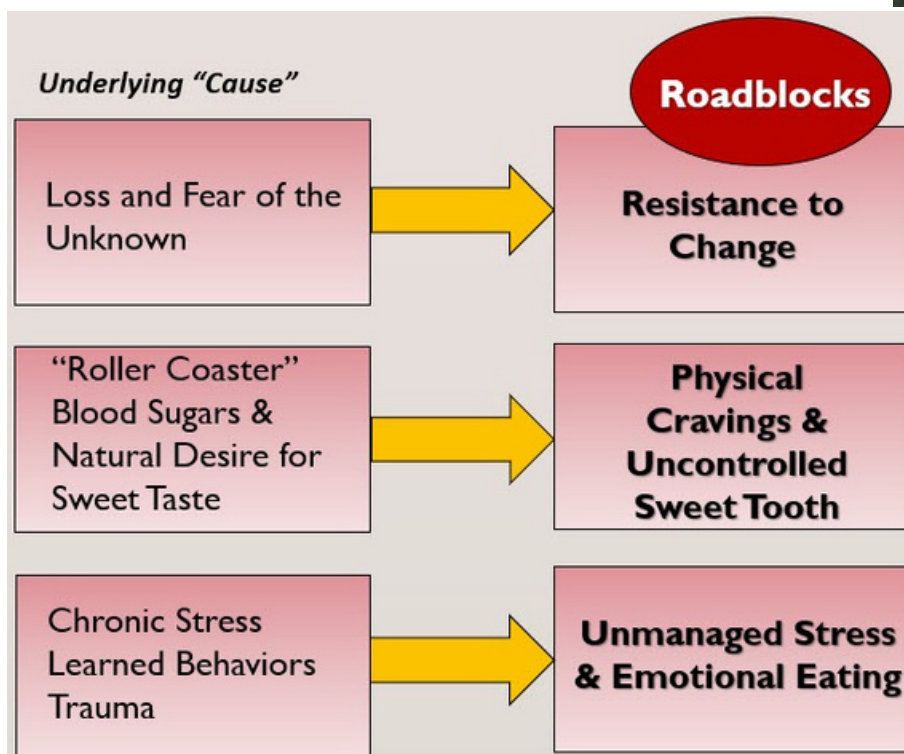 Underlying “Cause”
Roadblocks
Loss and Fear of the
Unknown
Resistance to
Change
“Roller Coaster”
Blood Sugars &
Natural Desire for
Sweet Taste
Physical
Cravings &
Uncontrolled
Sweet Tooth
Chronic Stress
Learned Behaviors
Trauma
Unmanaged Stress
& Emotional Eating